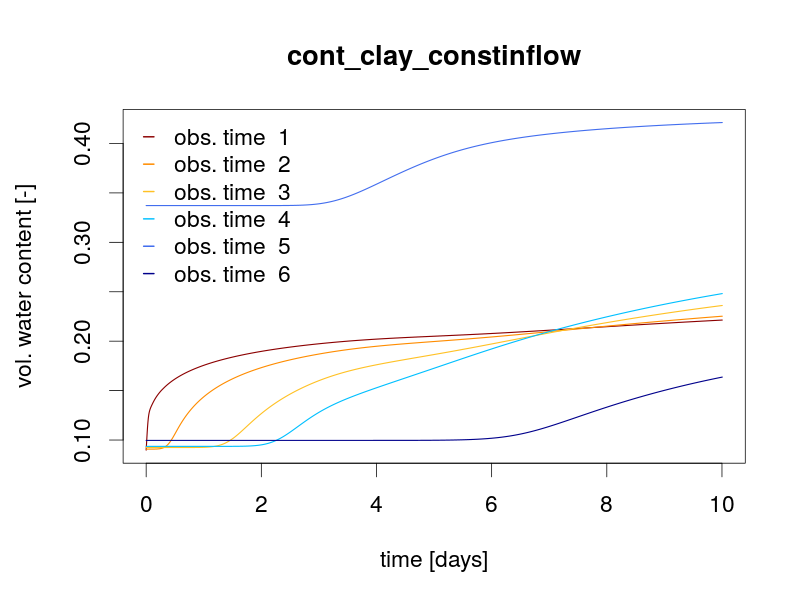 cont_clay_constinflow
vol. water content [-]
0.40
0.30
0.20
0.10
obs. time 1
obs. time 2
obs. time 3
obs. time 4
obs. time 5
obs. time 6
0 2 4 6 8 10
time [days]